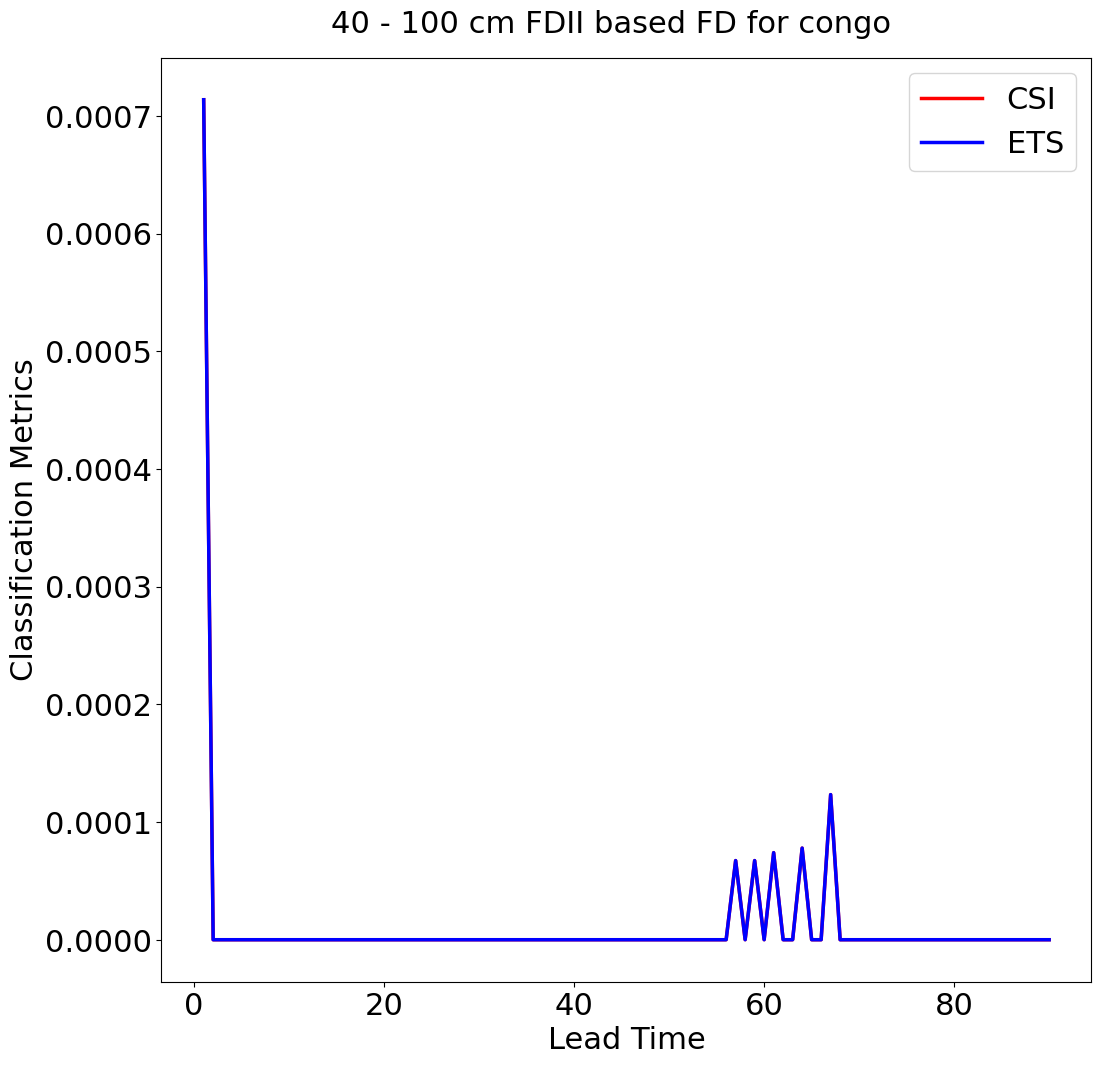 40 - 100 cm FDII based FD for congo
CSI
ETS
Classification Metrics
0.0007
0.0006
0.0005
0.0004
0.0003
0.0002
0.0001
0.0000
0 20 40 60 80
Lead Time